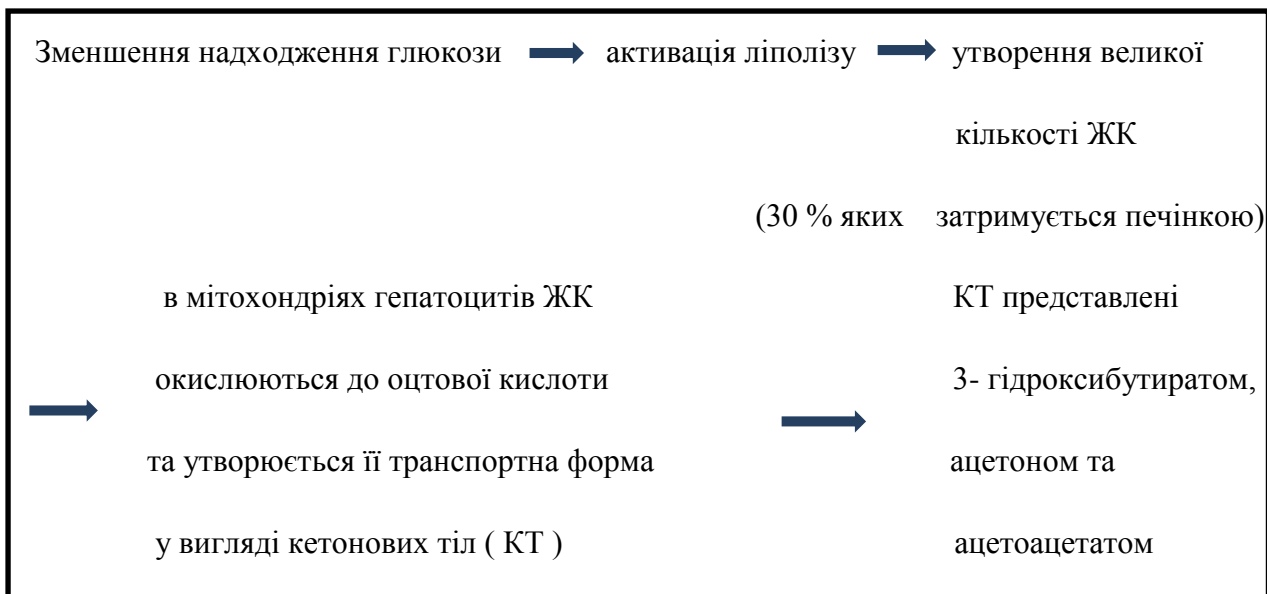 Зменшення надходження глюкози активація ліполізу утворення великої
кількості ЖК
(30 % яких затримується печінкою)
в мітохондріях гепатоцитів ЖК
окислюються до оцтової кислоти
та утворюється її транспортна форма
у вигляді кетонових тіл ( КТ )
КТ представлені
3- гідроксибутиратом,
ацетоном та
ацетоацетатом